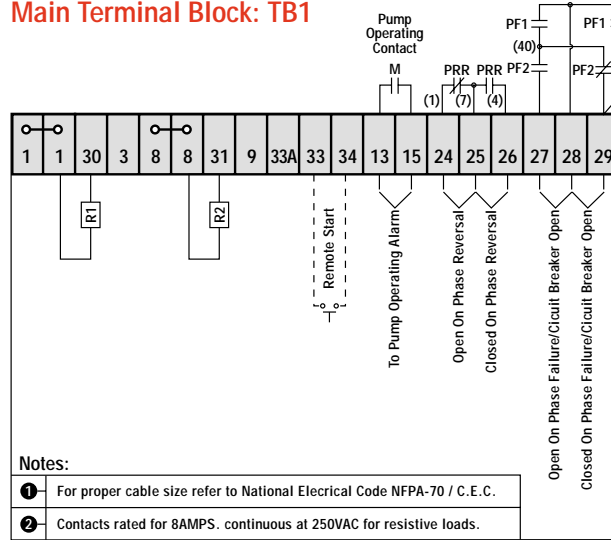 Main Terminal Block: TB1
Pump
Operating
Contact
M
PRR PRR
(1) (7) (4)
PF1 PF1
(40)
PF2 PF2
1 1 30 3 8 8 31 9 33A 33 34 13 15 24 25 26 27 28 29
R1
R2
Remote Start
To Pump Operating Alarm
Open On Phase Reversal
Closed On Phase Reversal
Open On Phase Failure/Cicuit Breaker Open
Closed On Phase Failure/Cicuit Breaker Open
Notes:
1 For proper cable size refer to National Elecrical Code NFPA-70 / C.E.C.
2 Contacts rated for 8AMPS. continuous at 250VAC for resistive loads.